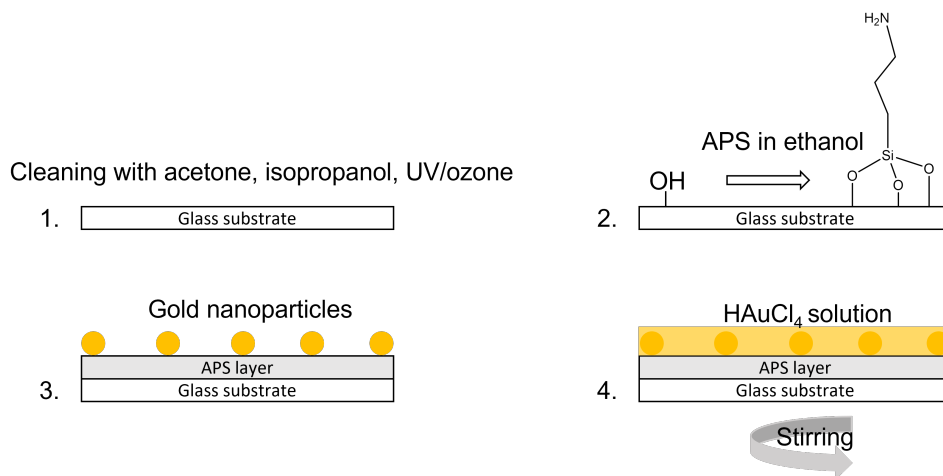 Cleaning with acetone, isopropanol, UV/ozone
1.
Glass substrate
APS in ethanol
H₂N
Si
O
O
O
OH
2.
Glass substrate
Gold nanoparticles
APS layer
3.
Glass substrate
HAuCl₄ solution
APS layer
4.
Glass substrate
Stirring